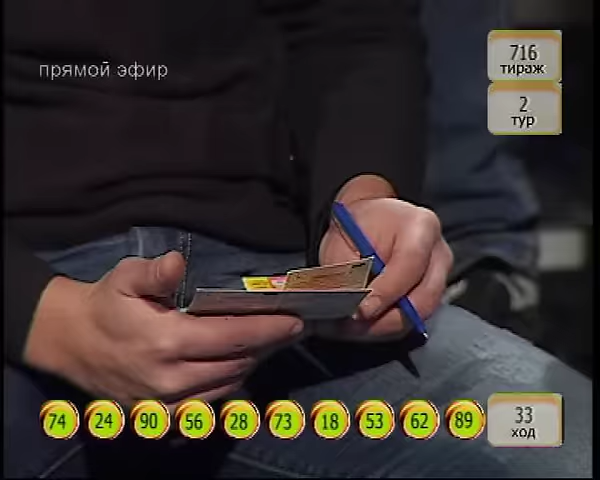 прямой эфир
716
тираж
2
тур
74 24 90 56 28 73 18 53 62 89
33
ход